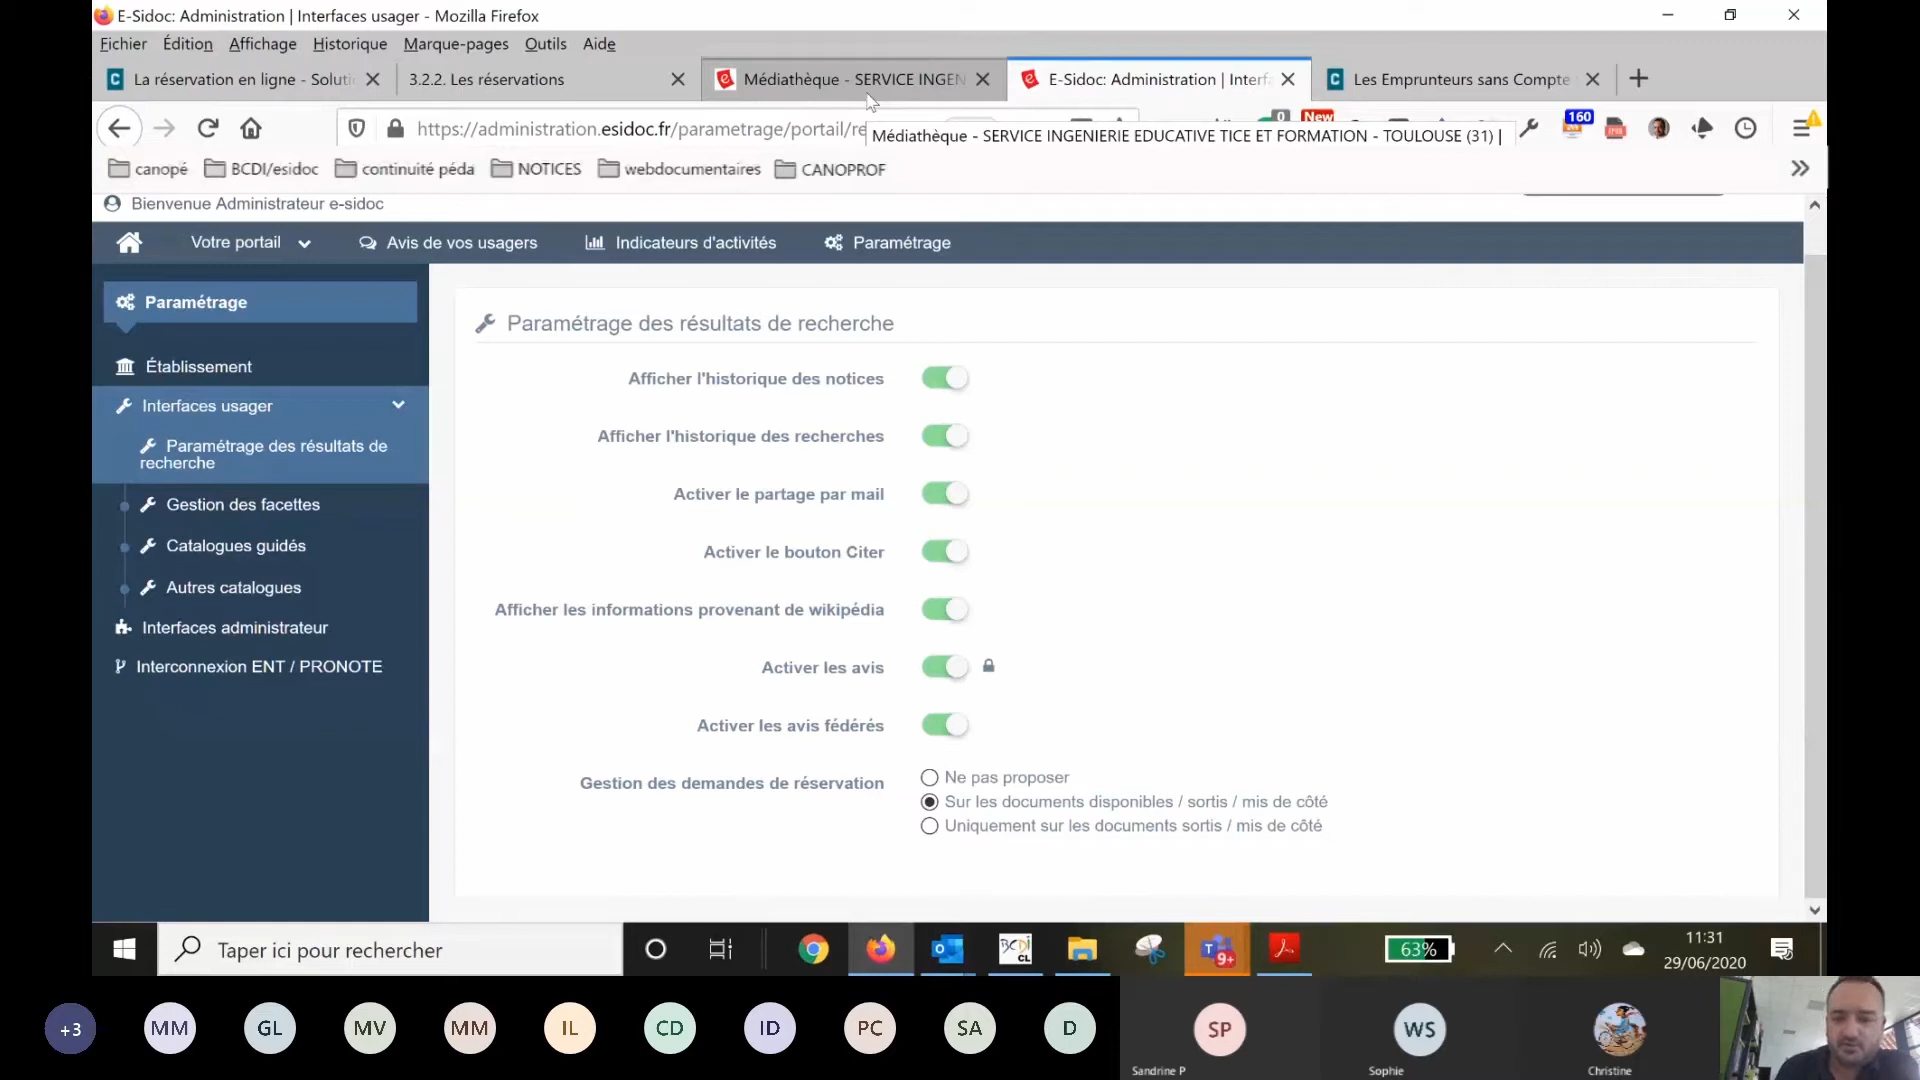 E-Sidoc: Administration | Interfaces usager - Mozilla Firefox
Fichier Édition Affichage Historique Marque-pages Outils Aide
La réservation en ligne - Soluti
3.2.2. Les réservations
Médiathèque - SERVICE INGEN
E-Sidoc: Administration | Interf
Les Emprunteurs sans Compte
https://administration.esidoc.fr/parametrage/portail/re
0
New
160
Médiathèque - SERVICE INGENIERIE EDUCATIVE TICE ET FORMATION - TOULOUSE (31) |
canopé BCDI/esidoc continuité péda NOTICES webdocumentaires CANOPROF
Bienvenue Administrateur e-sidoc
Votre portail Avis de vos usagers Indicateurs d'activités Paramétrage
Paramétrage
Établissement
Interfaces usager
Paramétrage des résultats de
recherche
Gestion des facettes
Catalogues guidés
Autres catalogues
Interfaces administrateur
Interconnexion ENT / PRONOTE
Paramétrage des résultats de recherche
Afficher l'historique des notices
Afficher l'historique des recherches
Activer le partage par mail
Activer le bouton Citer
Afficher les informations provenant de wikipédia
Activer les avis
Activer les avis fédérés
Gestion des demandes de réservation
Ne pas proposer
Sur les documents disponibles / sortis / mis de côté
Uniquement sur les documents sortis / mis de côté
Taper ici pour rechercher
BCDI
CL
9+
63%
11:31
29/06/2020
+3 MM GL MV MM IL CD ID PC SA D SP WS
Sandrine P Sophie Christine